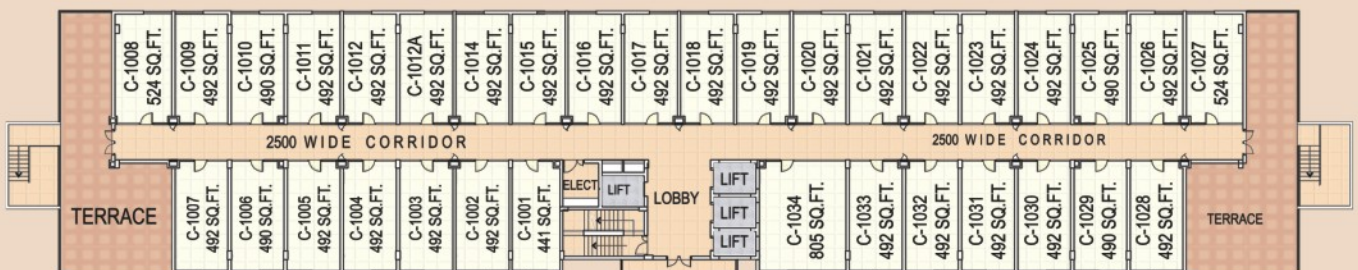 C-1008
524 SQ.FT.
C-1009
492 SQ.FT.
C-1010
490 SQ.FT.
C-1011
492 SQ.FT.
C-1012
492 SQ.FT.
C-1012A
492 SQ.FT.
C-1014
492 SQ.FT.
C-1015
492 SQ.FT.
C-1016
492 SQ.FT.
C-1017
492 SQ.FT.
C-1018
492 SQ.FT.
C-1019
492 SQ.FT.
C-1020
492 SQ.FT.
C-1021
492 SQ.FT.
C-1022
492 SQ.FT.
C-1023
492 SQ.FT.
C-1024
492 SQ.FT.
C-1025
490 SQ.FT.
C-1026
492 SQ.FT.
C-1027
524 SQ.FT.
2500 WIDE CORRIDOR
2500 WIDE CORRIDOR
TERRACE
C-1007
492 SQ.FT.
C-1006
490 SQ.FT.
C-1005
492 SQ.FT.
C-1004
492 SQ.FT.
C-1003
492 SQ.FT.
C-1002
492 SQ.FT.
C-1001
441 SQ.FT.
ELECT.
LIFT
LOBBY
LIFT
LIFT
LIFT
C-1034
805 SQ.FT.
C-1033
492 SQ.FT.
C-1032
492 SQ.FT.
C-1031
492 SQ.FT.
C-1030
492 SQ.FT.
C-1029
490 SQ.FT.
C-1028
492 SQ.FT.
TERRACE